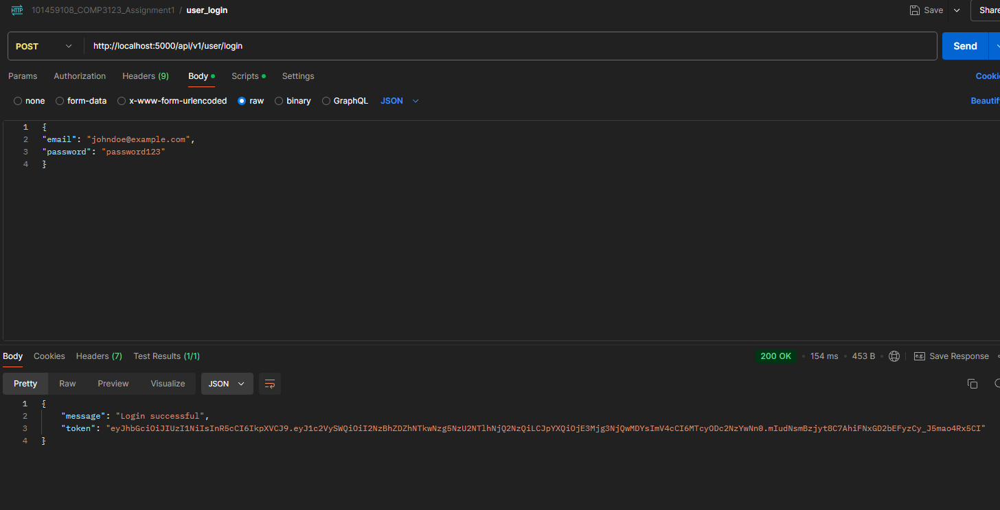 HTTP 101459108_COMP3123_Assignment1 / user_login Save Share
POST http://localhost:5000/api/v1/user/login Send
Params Authorization Headers (9) Body Scripts Settings Cookie
none form-data x-www-form-urlencoded raw binary GraphQL JSON Beautif
1 {
2 "email": "johndoe@example.com",
3 "password": "password123"
4 }
Body Cookies Headers (7) Test Results (1/1) 200 OK 154 ms 453 B e.g. Save Response
Pretty Raw Preview Visualize JSON
1 {
2 "message": "Login successful",
3 "token": "eyJhbGciOiJIUzI1NiIsInR5cCI6IkpXVCJ9.eyJ1c2VySWQiOiI2NzBhZDZhNTkwNzg5NzU2NTlhNjQ2NzQiLCJpYXQiOjE3Mjg3NjQwMDYsImV4cCI6MTcyODc2NzYwNn0.mIudNsmBzjyt8C7AhiFNxGD2bEFyzCy_J5mao4Rx5CI"
4 }